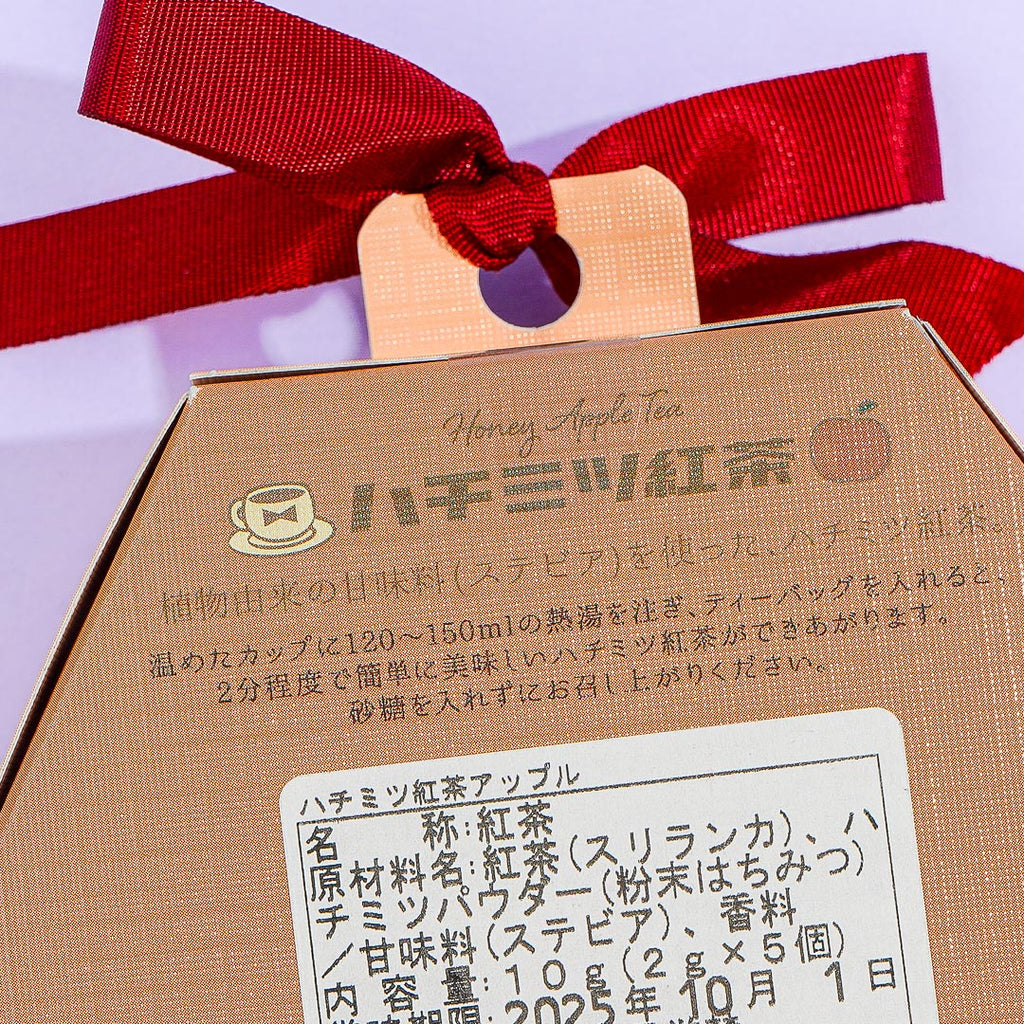 Honey Apple Tea
ハチミツ紅茶
植物由来の甘味料(ステビア)を使った、ハチミツ紅茶。
温めたカップに120〜150mlの熱湯を注ぎ、ティーバッグを入れると、
2分程度で簡単に美味しいハチミツ紅茶ができあがります。
砂糖を入れずにお召し上がりください。
ハチミツ紅茶アップル
名 称:紅茶
原材料名:紅茶(スリランカ)、ハ
チミツパウダー(粉末はちみつ)
/甘味料(ステビア)、香料
内容量:10g(2g×5個)
期限:2025年10月 1日